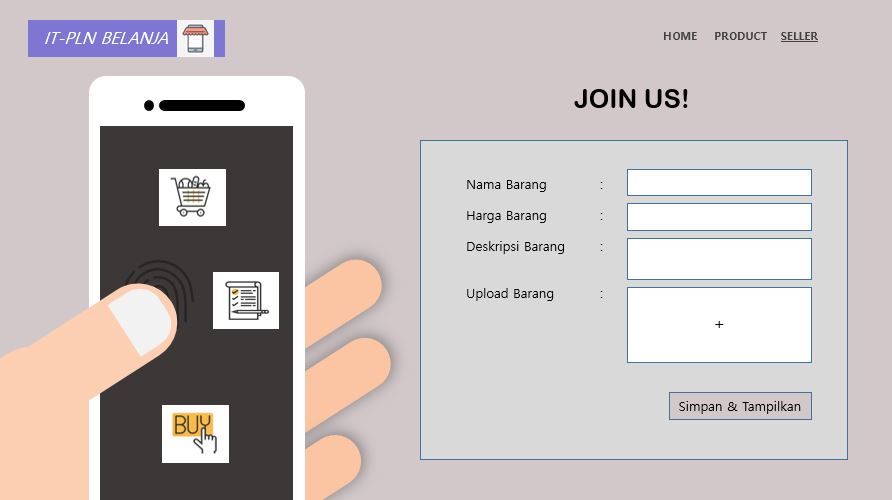 IT-PLN BELANJA
HOME PRODUCT SELLER
JOIN US!
Nama Barang :
Harga Barang :
Deskripsi Barang :
Upload Barang :
+
Simpan & Tampilkan
BUY